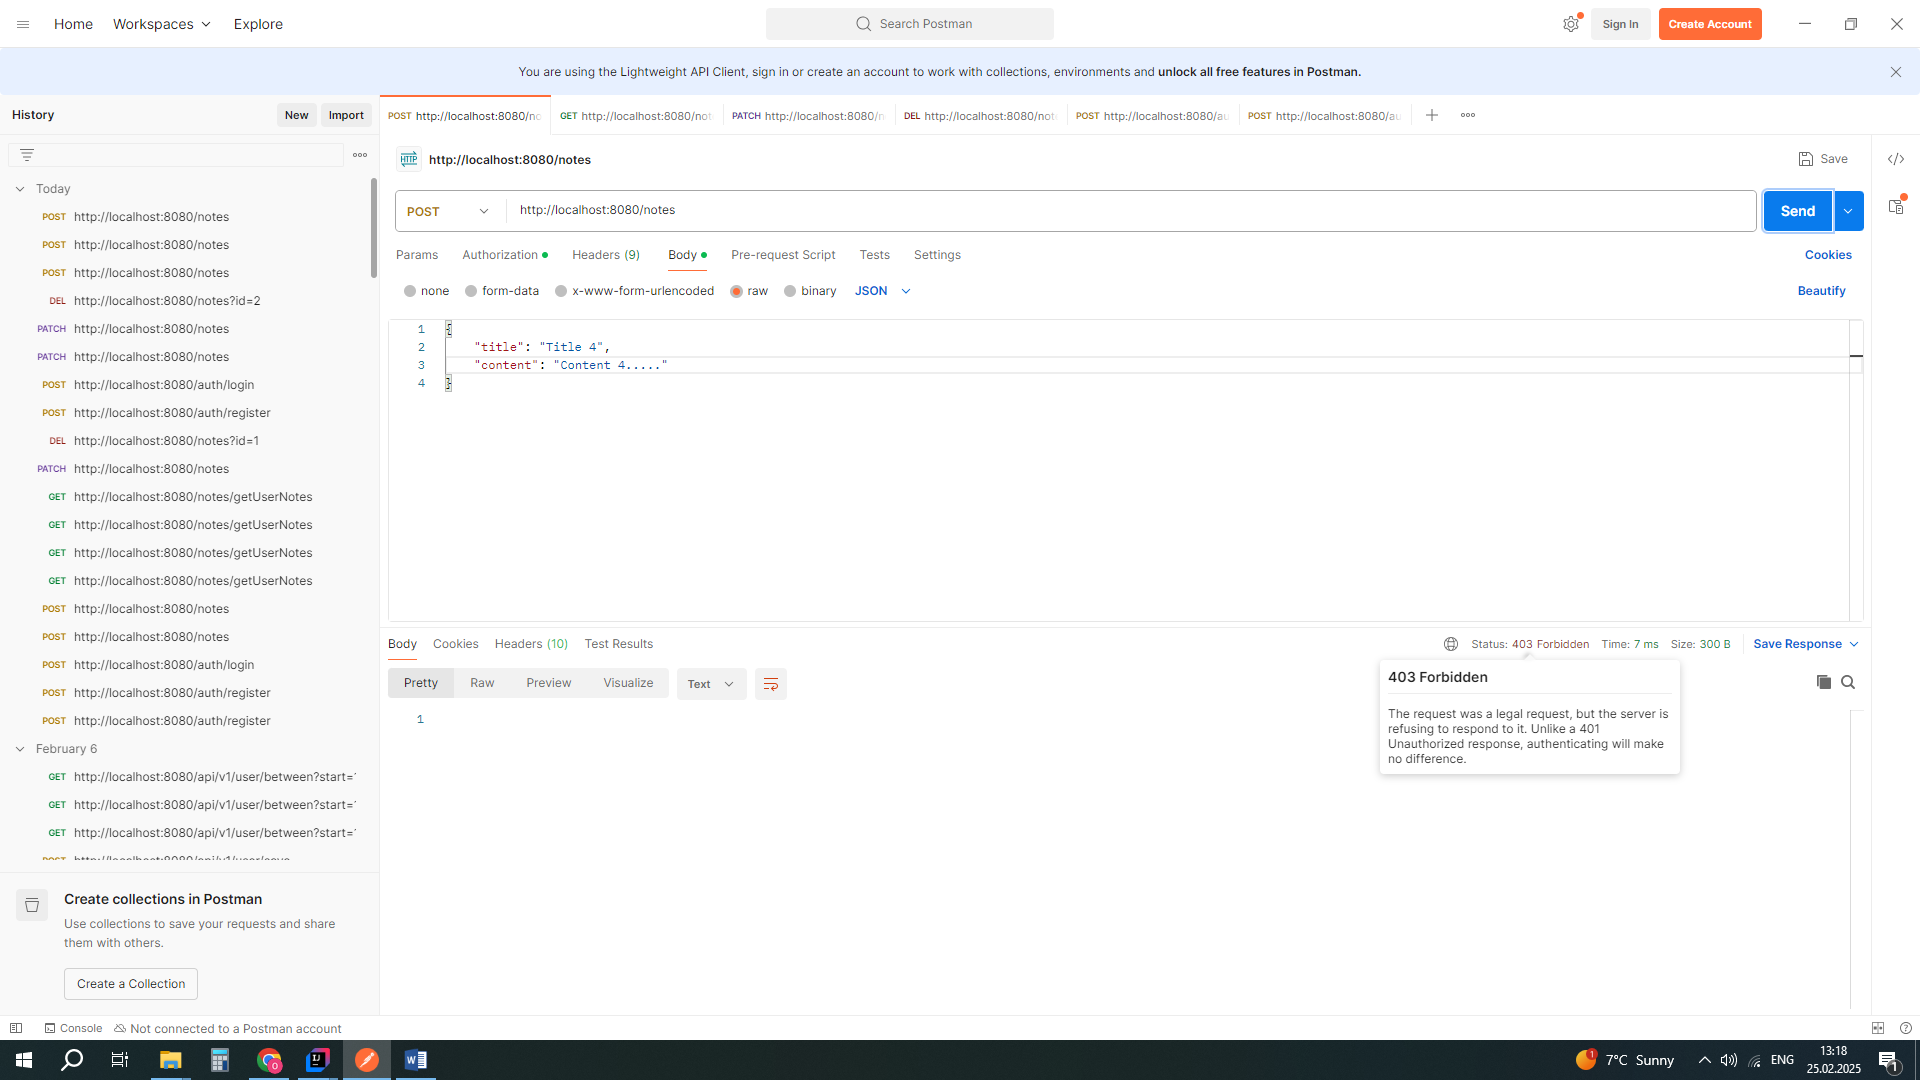 Home
Workspaces
Explore
Search Postman
Sign In
Create Account
You are using the Lightweight API Client, sign in or create an account to work with collections, environments and unlock all free features in Postman.
History
New
Import
POST http://localhost:8080/no
GET http://localhost:8080/not
PATCH http://localhost:8080/n
DEL http://localhost:8080/not
POST http://localhost:8080/au
POST http://localhost:8080/au
HTTP http://localhost:8080/notes
Save
Today
POST http://localhost:8080/notes
POST http://localhost:8080/notes
POST http://localhost:8080/notes
DEL http://localhost:8080/notes?id=2
PATCH http://localhost:8080/notes
PATCH http://localhost:8080/notes
POST http://localhost:8080/auth/login
POST http://localhost:8080/auth/register
DEL http://localhost:8080/notes?id=1
PATCH http://localhost:8080/notes
GET http://localhost:8080/notes/getUserNotes
GET http://localhost:8080/notes/getUserNotes
GET http://localhost:8080/notes/getUserNotes
GET http://localhost:8080/notes/getUserNotes
POST http://localhost:8080/notes
POST http://localhost:8080/notes
POST http://localhost:8080/auth/login
POST http://localhost:8080/auth/register
POST http://localhost:8080/auth/register
February 6
GET http://localhost:8080/api/v1/user/between?start=
GET http://localhost:8080/api/v1/user/between?start=
GET http://localhost:8080/api/v1/user/between?start=
POST http://localhost:8080/api/v1/user/save
Create collections in Postman
Use collections to save your requests and share
them with others.
Create a Collection
POST
http://localhost:8080/notes
Send
Params
Authorization
Headers (9)
Body
Pre-request Script
Tests
Settings
Cookies
none
form-data
x-www-form-urlencoded
raw
binary
JSON
Beautify
1 {
2 "title": "Title 4",
3 "content": "Content 4....."
4 }
Body
Cookies
Headers (10)
Test Results
Status: 403 Forbidden
Time: 7 ms
Size: 300 B
Save Response
Pretty
Raw
Preview
Visualize
Text
1
403 Forbidden
The request was a legal request, but the server is
refusing to respond to it. Unlike a 401
Unauthorized response, authenticating will make
no difference.
Console
Not connected to a Postman account
1
7°C Sunny
ENG
13:18
25.02.2025
1